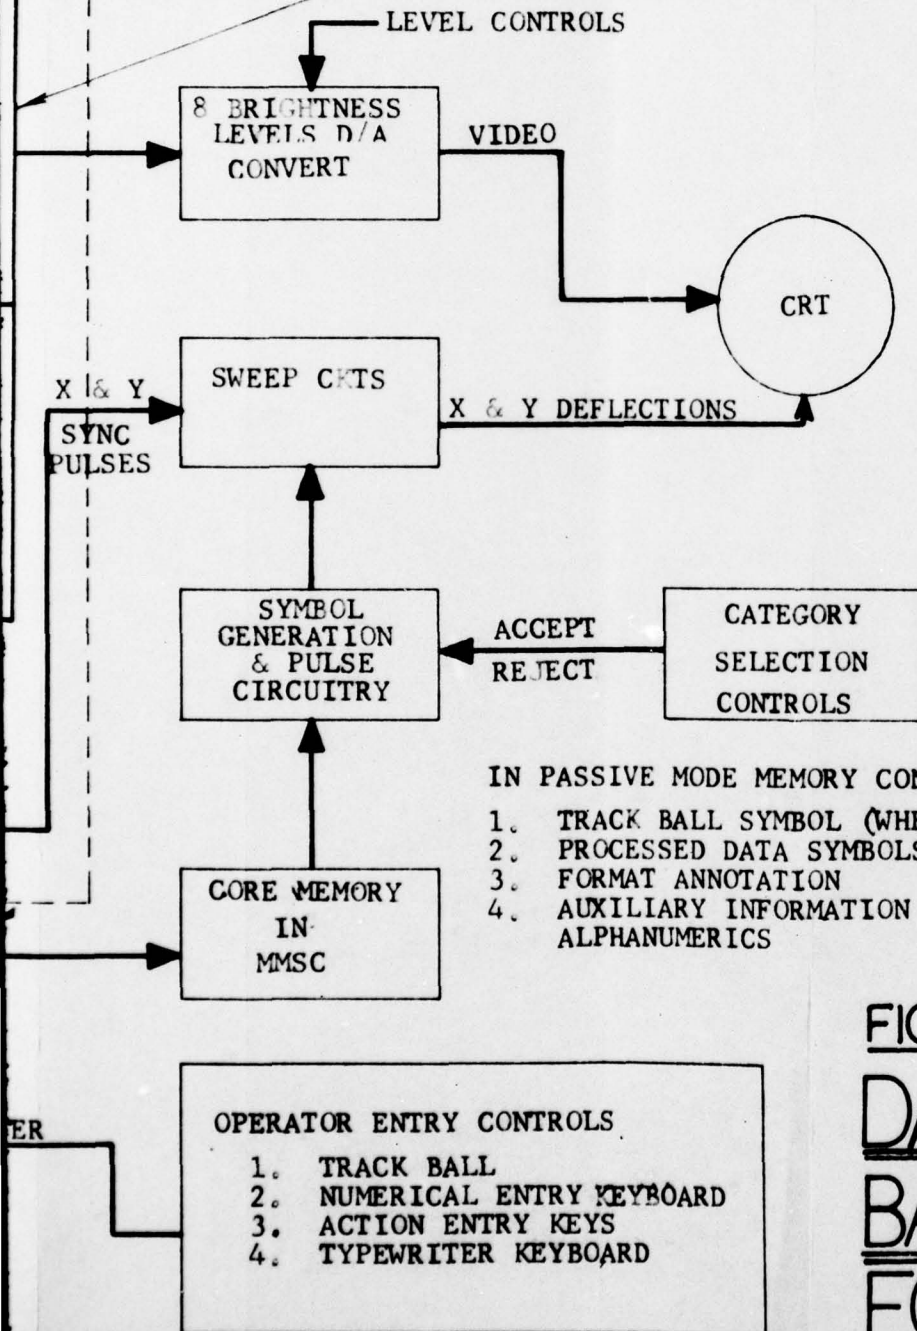 LEVEL CONTROLS
8 BRIGHTNESS
LEVELS D/A
CONVERT
VIDEO
CRT
SWEEP CKTS
X & Y
SYNC
PULSES
X & Y DEFLECTIONS
SYMBOL
GENERATION
& PULSE
CIRCUITRY
ACCEPT
REJECT
CATEGORY
SELECTION
CONTROLS
IN PASSIVE MODE MEMORY
1. TRACK BALL SYMBOL
2. PROCESSED DATA SYMBOLS
3. FORMAT ANNOTATION
4. AUXILIARY INFORMATION
ALPHANUMERICS
CORE MEMORY
IN
MMSC
ER
OPERATOR ENTRY CONTROLS
1. TRACK BALL
2. NUMERICAL ENTRY KEYBOARD
3. ACTION ENTRY KEYS
4. TYPEWRITER KEYBOARD